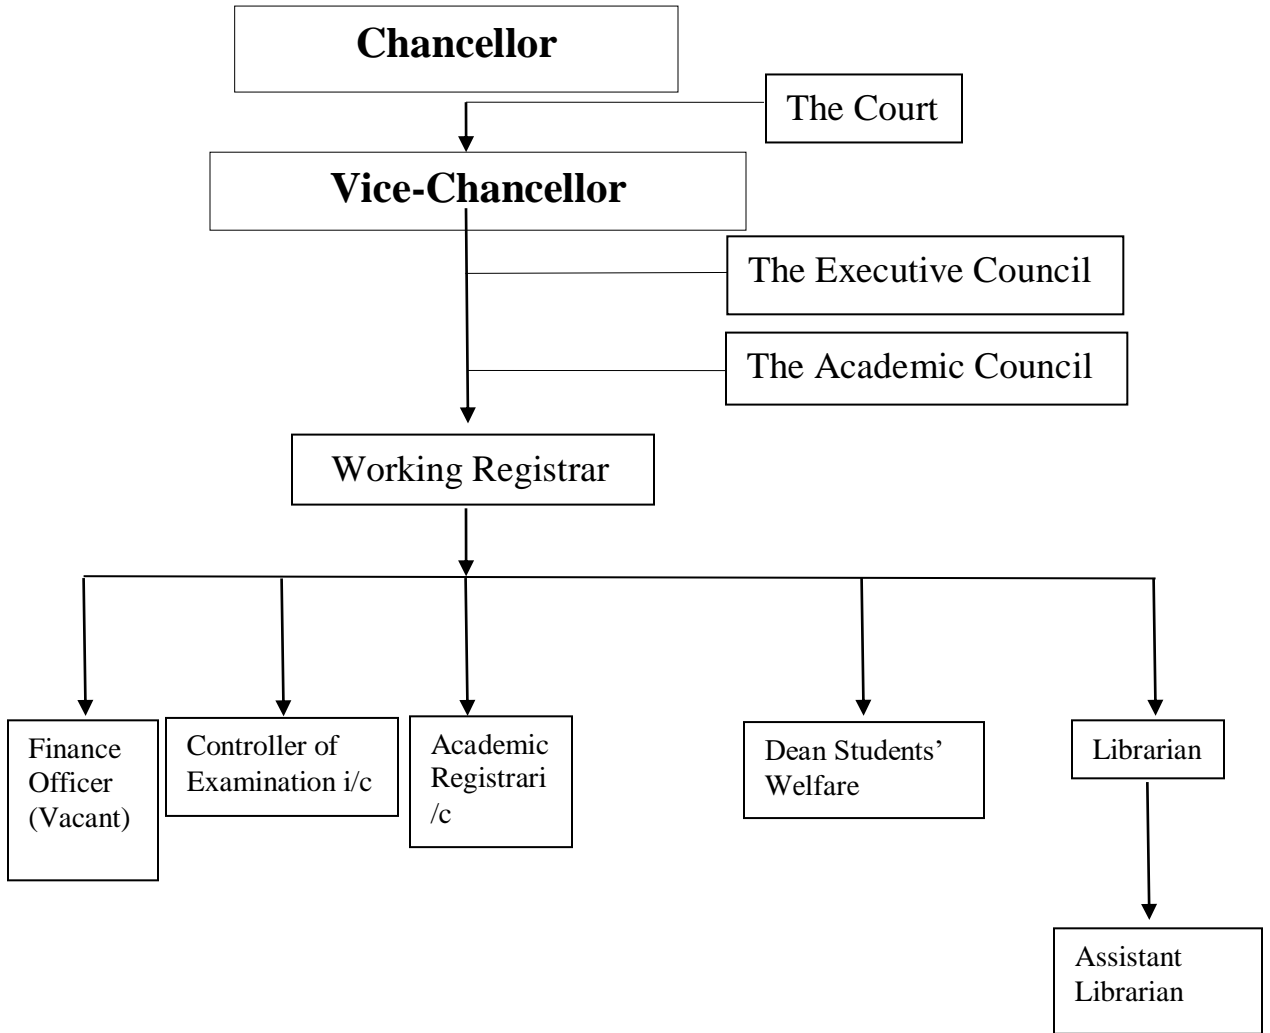 Chancellor
The Court
Vice-Chancellor
The Executive Council
The Academic Council
Working Registrar
Finance
Officer
(Vacant)
Controller of
Examination i/c
Academic
Registrari
/c
Dean Students’
Welfare
Librarian
Assistant
Librarian